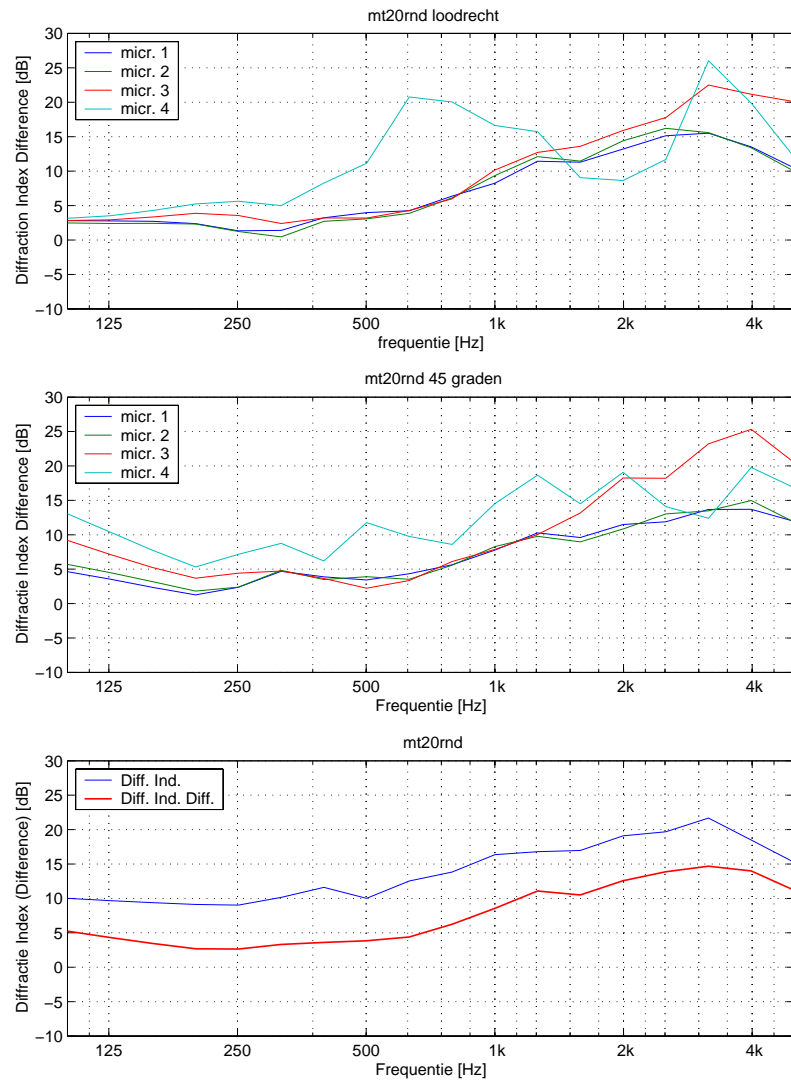 mt20rnd loodrecht
Diffraction Index Difference [dB]
30
25
20
15
10
5
0
−5
−10
micr. 1
micr. 2
micr. 3
micr. 4
125 250 500 1k 2k 4k
frequentie [Hz]
mt20rnd 45 graden
Diffractie Index Difference [dB]
30
25
20
15
10
5
0
−5
−10
micr. 1
micr. 2
micr. 3
micr. 4
125 250 500 1k 2k 4k
Frequentie [Hz]
mt20rnd
Diffractie Index (Difference) [dB]
30
25
20
15
10
5
0
−5
−10
Diff. Ind.
Diff. Ind. Diff.
125 250 500 1k 2k 4k
Frequentie [Hz]